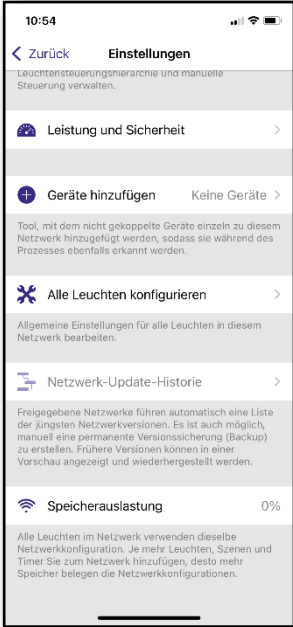 10:54
Zurück Einstellungen
Leuchtensteuerungshierarchie und manuelle
Steuerung verwalten.
Leistung und Sicherheit
Geräte hinzufügen Keine Geräte
Tool, mit dem nicht gekoppelte Geräte einzeln zu diesem
Netzwerk hinzugefügt werden, sodass sie während des
Prozesses ebenfalls erkannt werden.
Alle Leuchten konfigurieren
Allgemeine Einstellungen für alle Leuchten in diesem
Netzwerk bearbeiten.
Netzwerk-Update-Historie
Freigegebene Netzwerke führen automatisch eine Liste
der jüngsten Netzwerkversionen. Es ist auch möglich,
manuell eine permanente Versionssicherung (Backup)
zu erstellen. Frühere Versionen können in einer
Vorschau angezeigt und wiederhergestellt werden.
Speicherauslastung 0%
Alle Leuchten im Netzwerk verwenden dieselbe
Netzwerkkonfiguration. Je mehr Leuchten, Szenen und
Timer Sie zum Netzwerk hinzufügen, desto mehr
Speicher belegen die Netzwerkkonfigurationen.